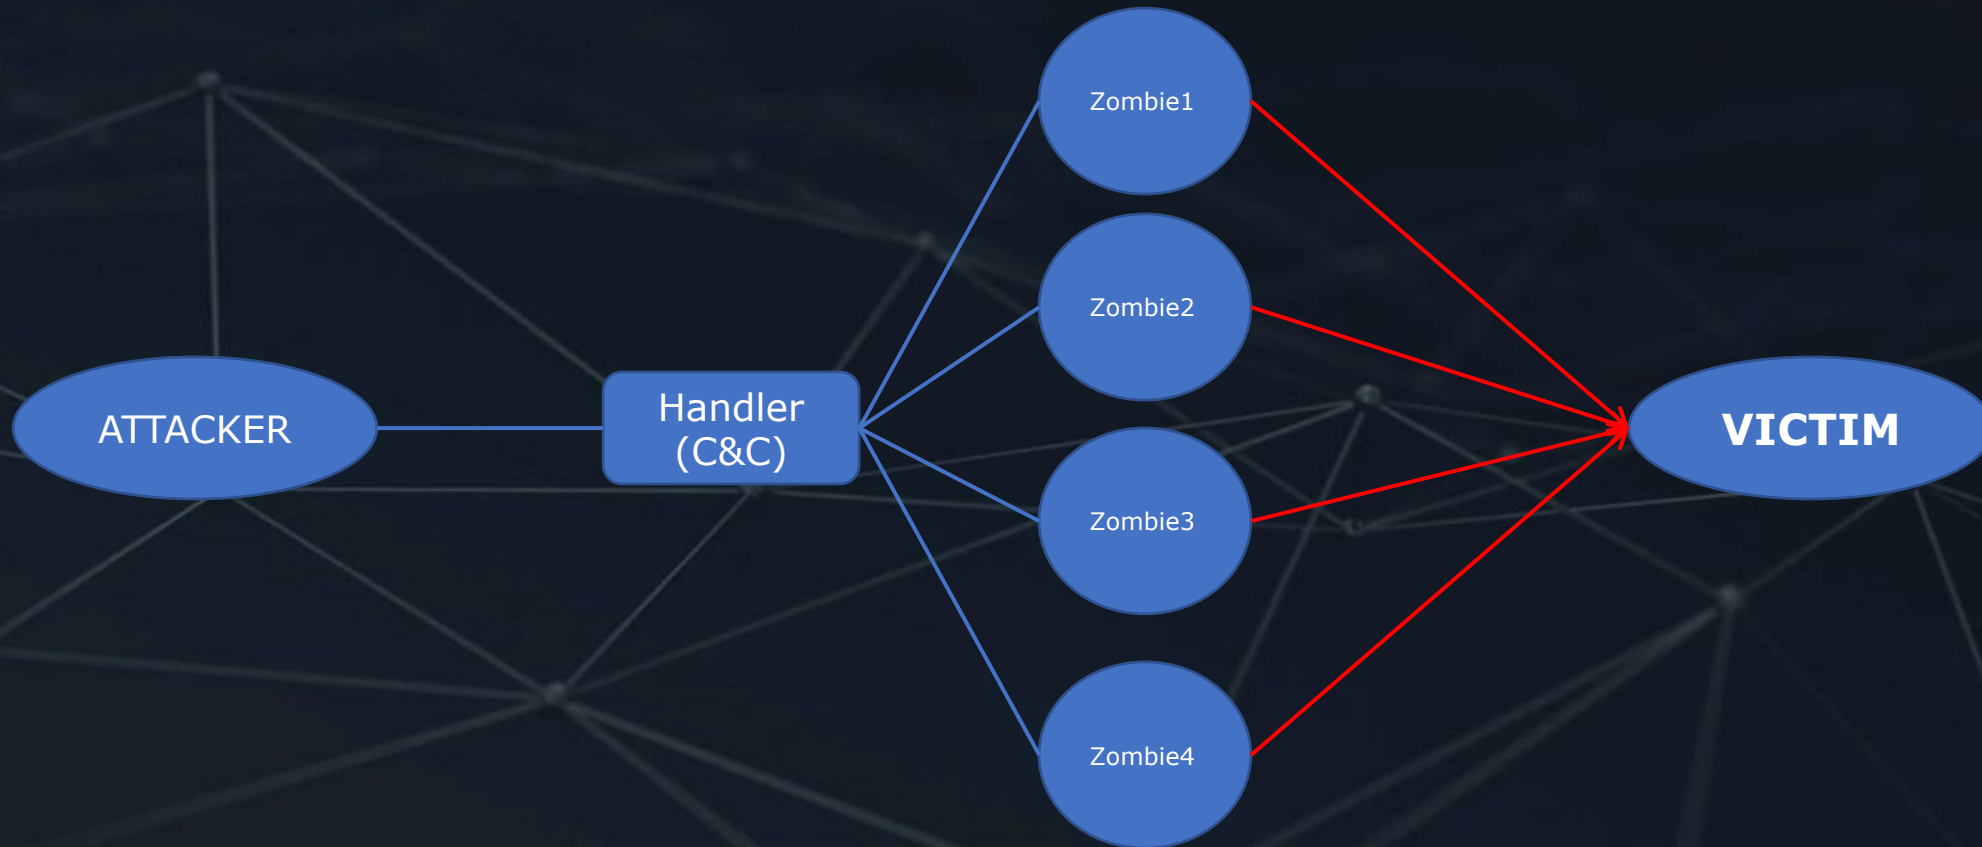 Zombie1
Zombie2
ATTACKER
Handler
(C&C)
VICTIM
Zombie3
Zombie4